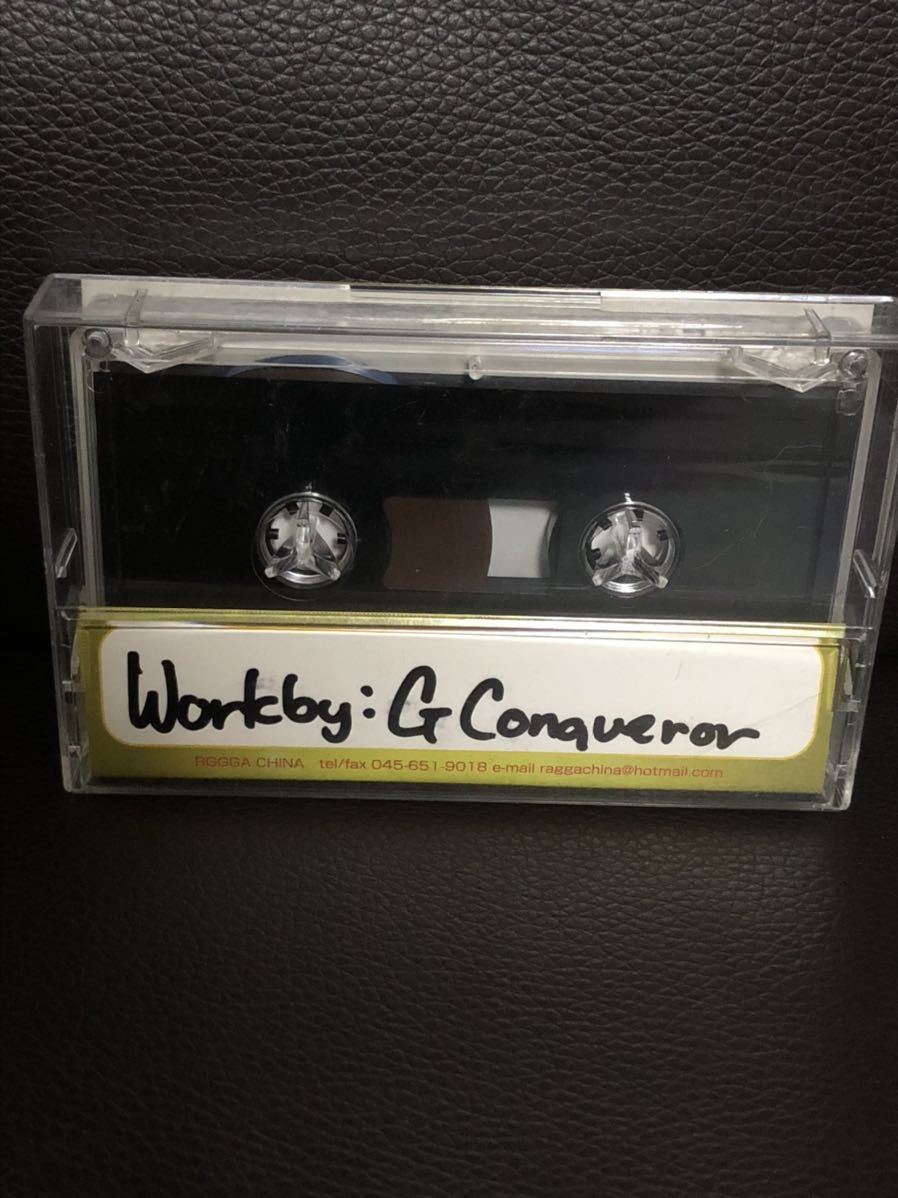 Workby: G Conqueror
RGGGA CHINA tel/fax 045-651-9018 e-mail raggachina@hotmail.com